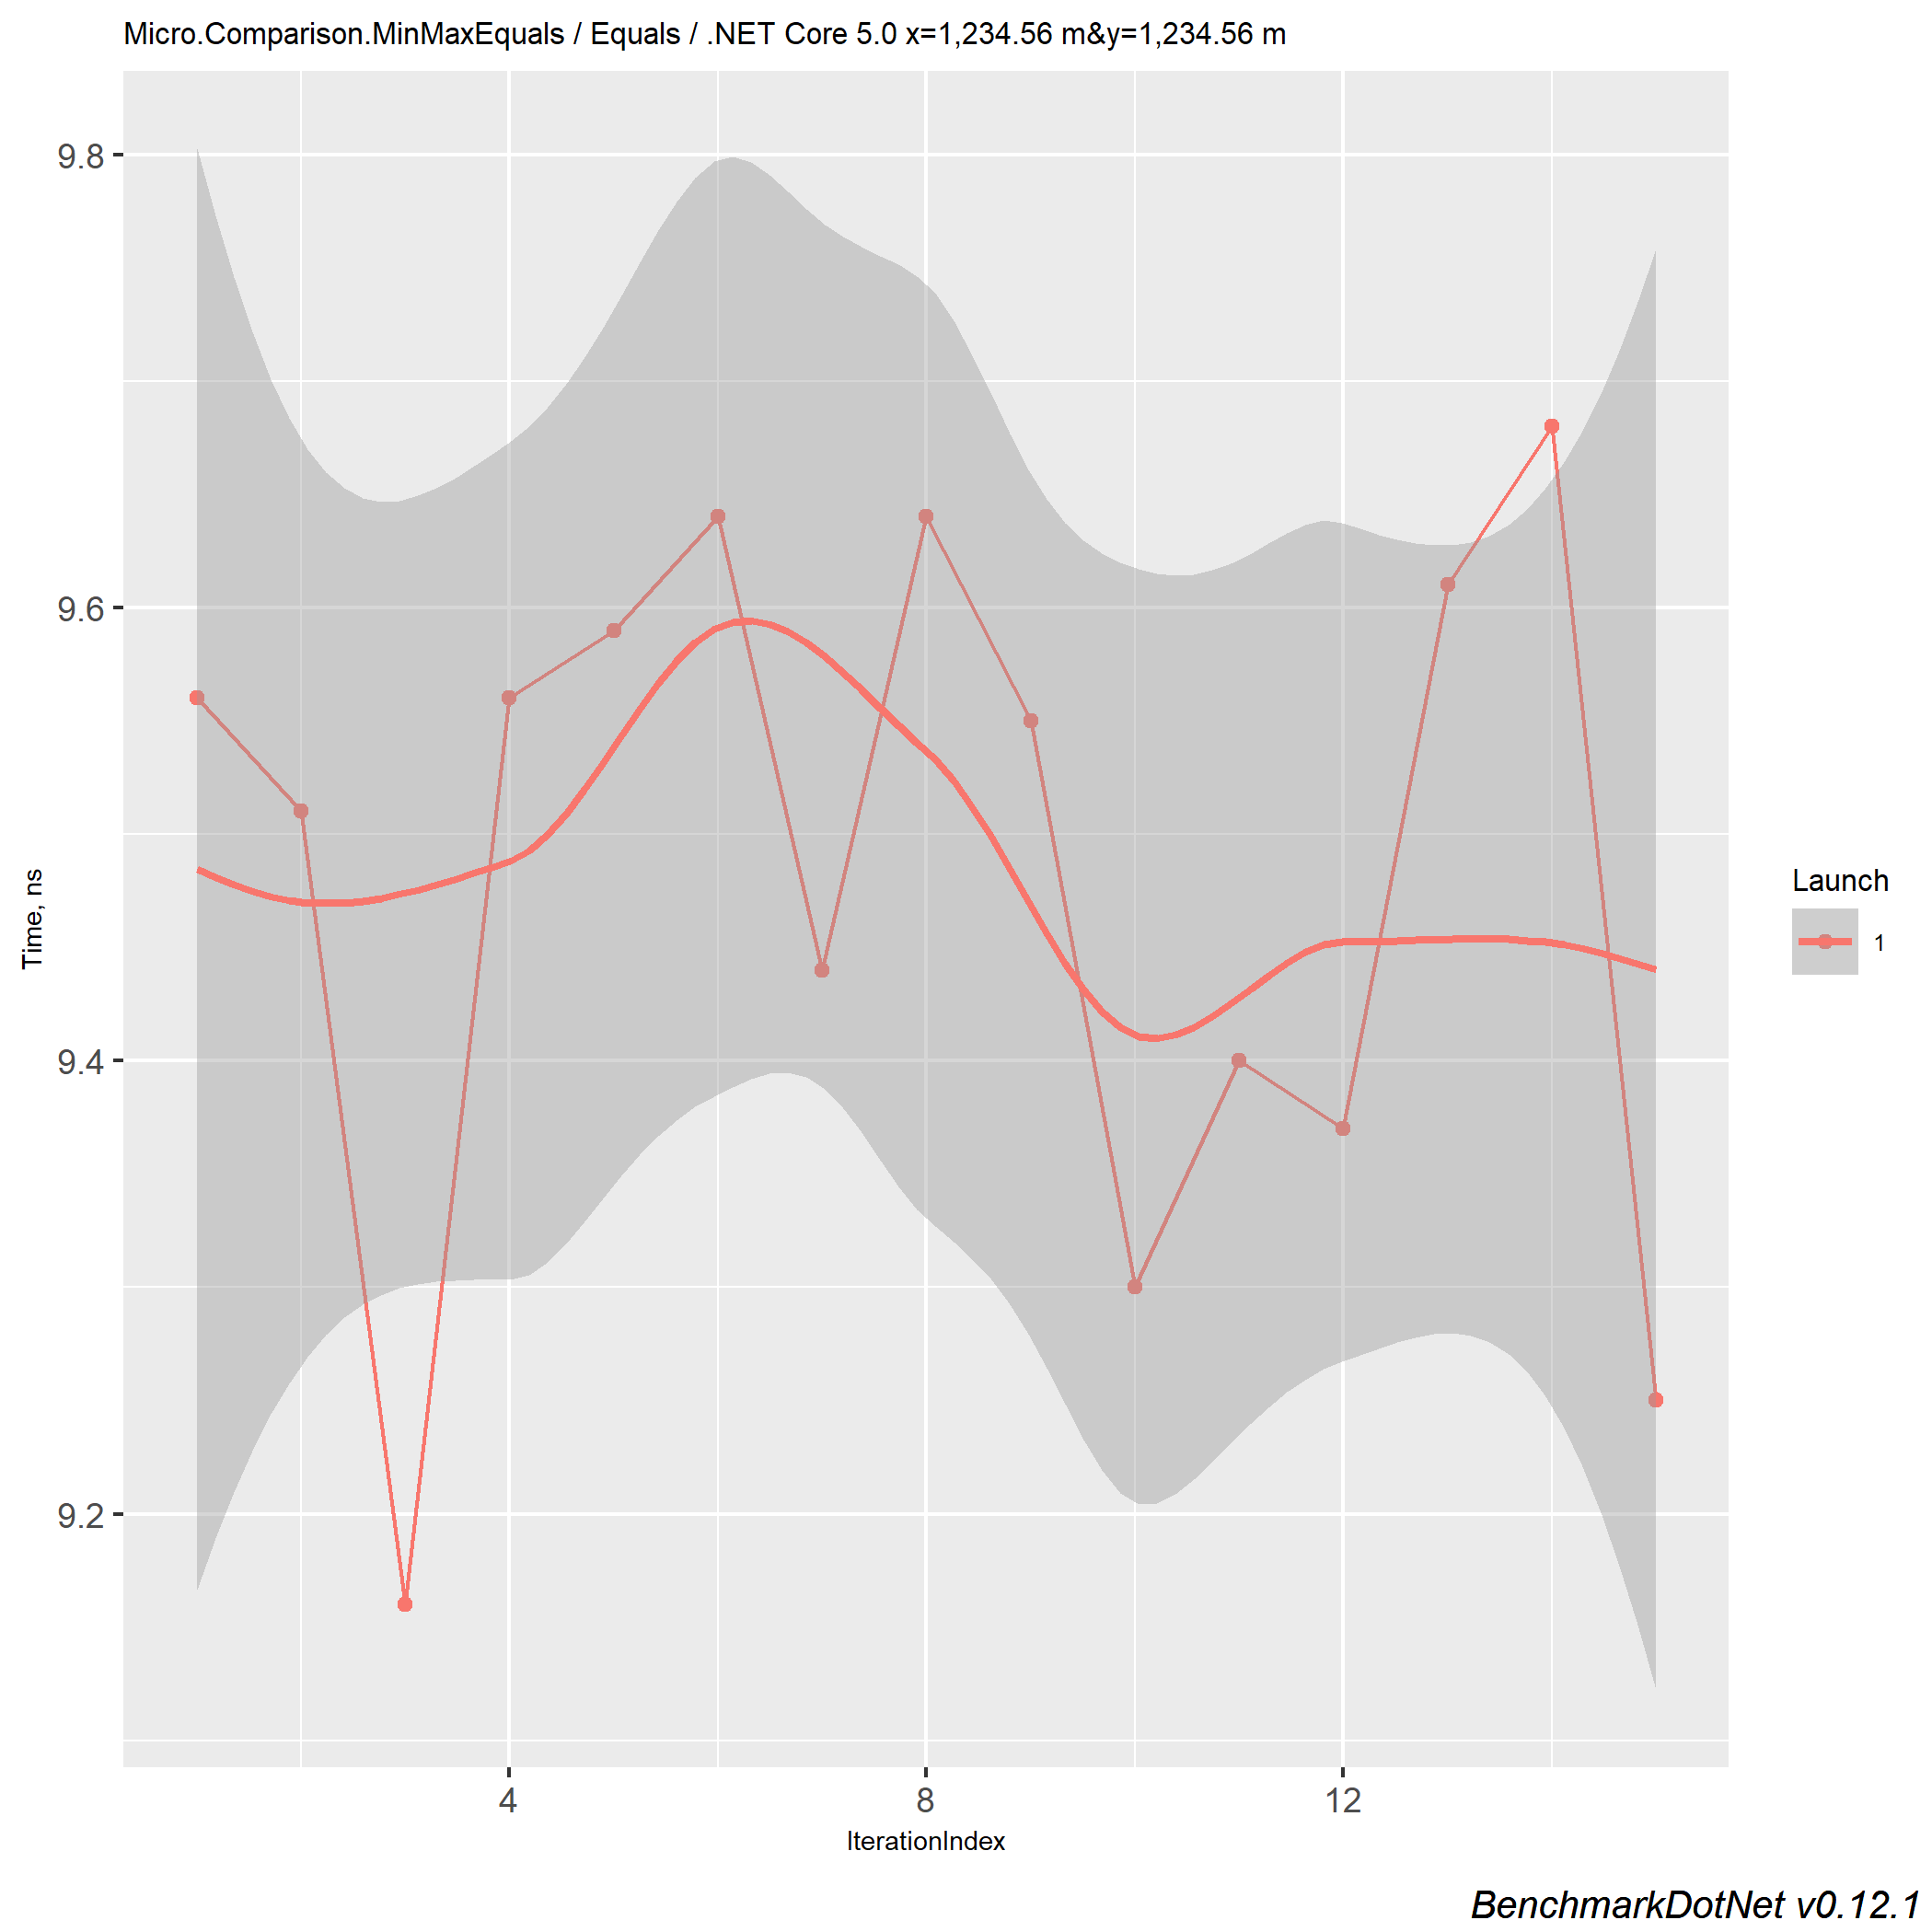 Micro.Comparison.MinMaxEquals / Equals / .NET Core 5.0 x=1,234.56 m&y=1,234.56 m
9.8
9.6
9.4
9.2
Time, ns
4 8 12
IterationIndex
Launch
1
BenchmarkDotNet v0.12.1